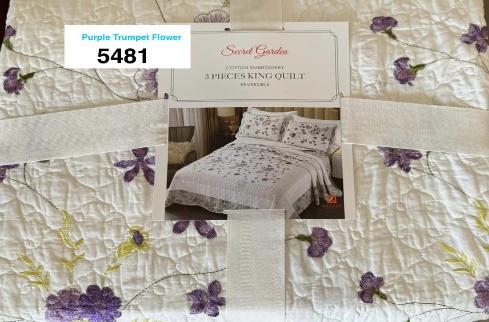 Purple Trumpet Flower
5481
Secret Garden
COTTON EMBROIDERY
3 PIECES KING QUILT
REVERSIBLE